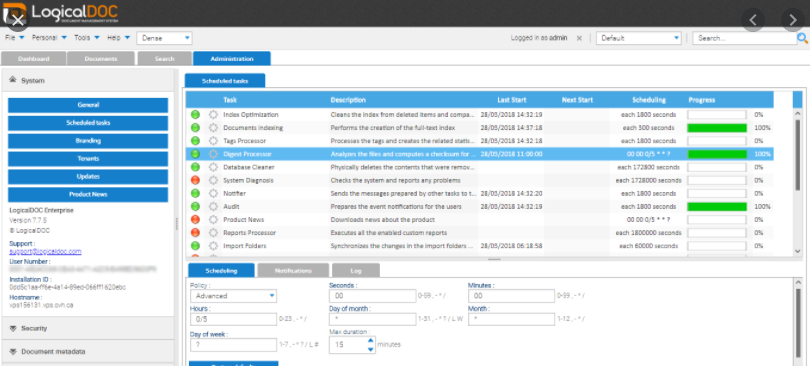 LogicalDOC
DOCUMENT MANAGEMENT SYSTEM
File Personal Tools Help Dense Logged in as admin Default Search...
Dashboard Documents Search Administration
System
General
Scheduled tasks
Branding
Tenants
Updates
Product News
LogicalDOC Enterprise
Version 7.7.5
© LogicalDOC
Support :
support@logicaldoc.com
User Number :
Installation ID :
Hostname :
xps156131.vps.ovh.ca
Security
Document metadata
Scheduled tasks
Task Description Last Start Next Start Scheduling Progress
Index Optimization Cleans the index from deleted items and compa... 28/05/2018 14:32:19 each 1800 seconds 0%
Documents Indexing Performs the creation of the full-text index 28/05/2018 14:37:18 each 300 seconds 100%
Tags Processor Processes the tags and creates the related statis... 28/05/2018 14:32:18 each 1800 seconds 0%
Digest Processor Analyzes the files and computes a checksum for ... 28/05/2018 11:00:00 00 00 0/5 * * ? 100%
Database Cleaner Physically deletes the contents that were remov... each 172800 seconds 0%
System Diagnosis Checks the system and reports any problems each 1728000 seconds 0%
Notifier Sends the messages prepared by other tasks to t... 28/05/2018 14:32:20 each 1800 seconds 0%
Audit Prepares the event notifications for the users 28/05/2018 14:32:19 each 1800 seconds 100%
Product News Downloads news about the product 00 00 0/5 * * ? 0%
Reports Processor Executes all the enabled custom reports each 1800000 seconds 0%
Import Folders Synchronizes the changes in the import folders ... 28/05/2018 06:18:58 each 60000 seconds 0%
Scheduling Notifications Log
Policy : Seconds : Minutes :
Advanced 00 0-59 , - * / 00 0-59 , - * /
Hours : Day of month : Month :
0/5 0-23 , - * / * 1-31 , - * ? / L W * 1-12 , - * /
Day of week : Max duration :
? 1-7 , - * ? / L # 15 minutes